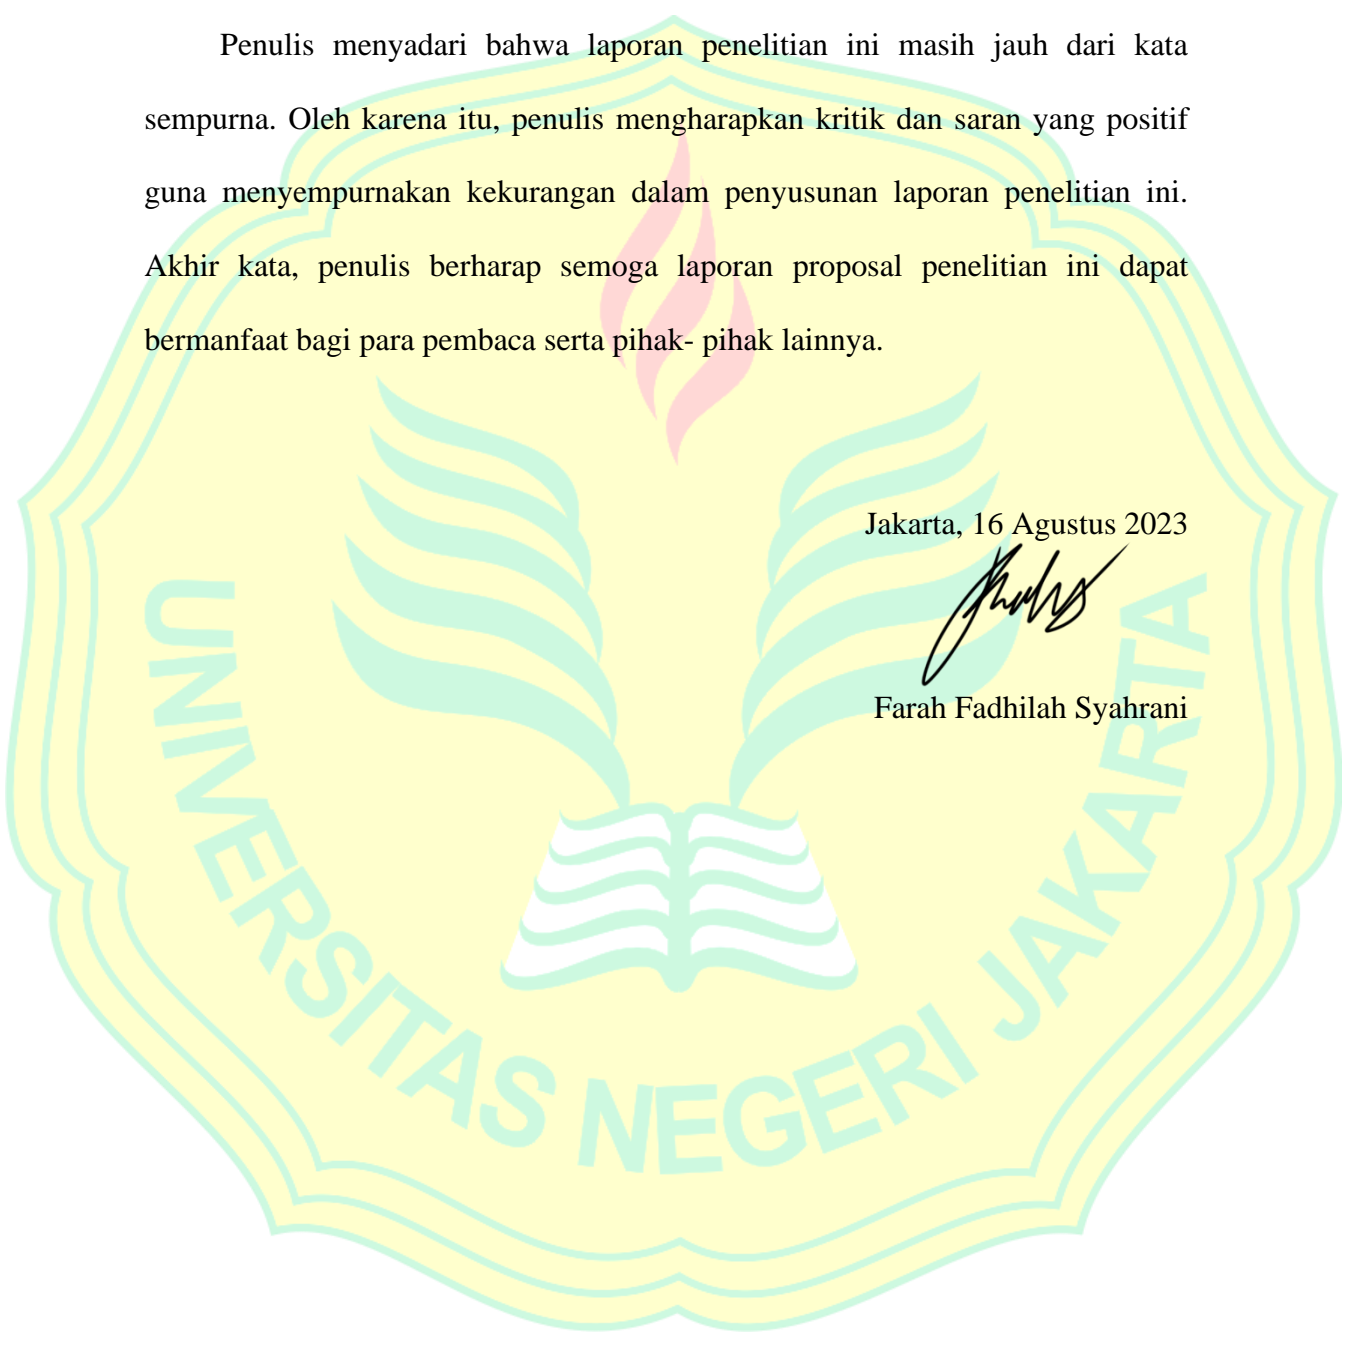 Penulis menyadari bahwa laporan penelitian ini masih jauh dari kata
sempurna. Oleh karena itu, penulis mengharapkan kritik dan saran yang positif
guna menyempurnakan kekurangan dalam penyusunan laporan penelitian ini.
Akhir kata, penulis berharap semoga laporan proposal penelitian ini dapat
bermanfaat bagi para pembaca serta pihak- pihak lainnya.
Jakarta, 16 Agustus 2023
Farah Fadhilah Syahrani
UNIVERSITAS NEGERI JAKARTA